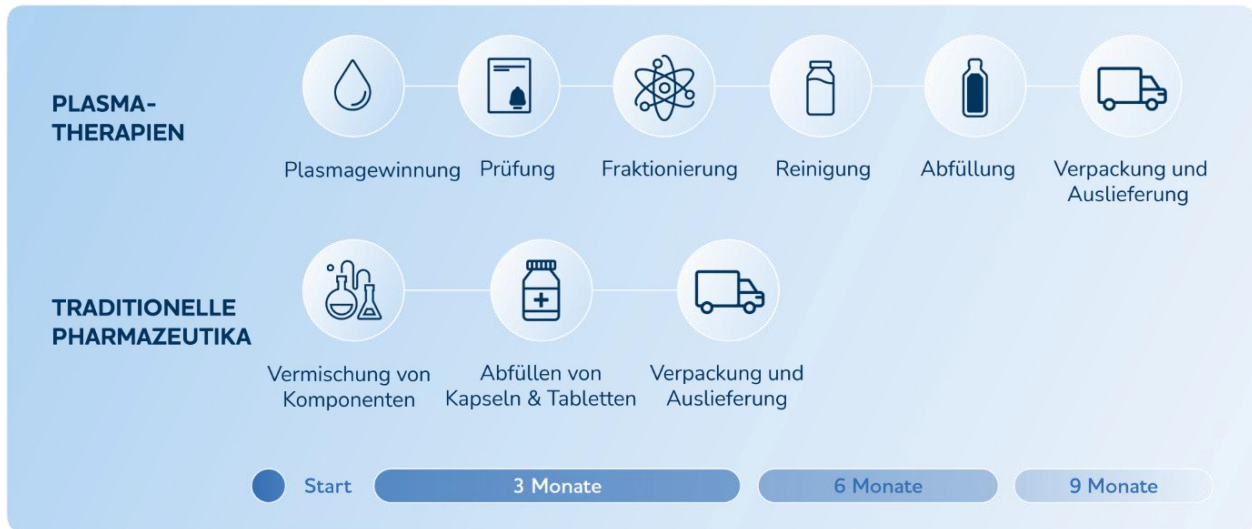 PLASMA-
THERAPIEN
Plasmagewinnung
Prüfung
Fraktionierung
Reinigung
Abfüllung
Verpackung und
Auslieferung
TRADITIONELLE
PHARMAZEUTIKA
Vermischung von
Komponenten
Abfüllen von
Kapseln & Tabletten
Verpackung und
Auslieferung
Start
3 Monate
6 Monate
9 Monate